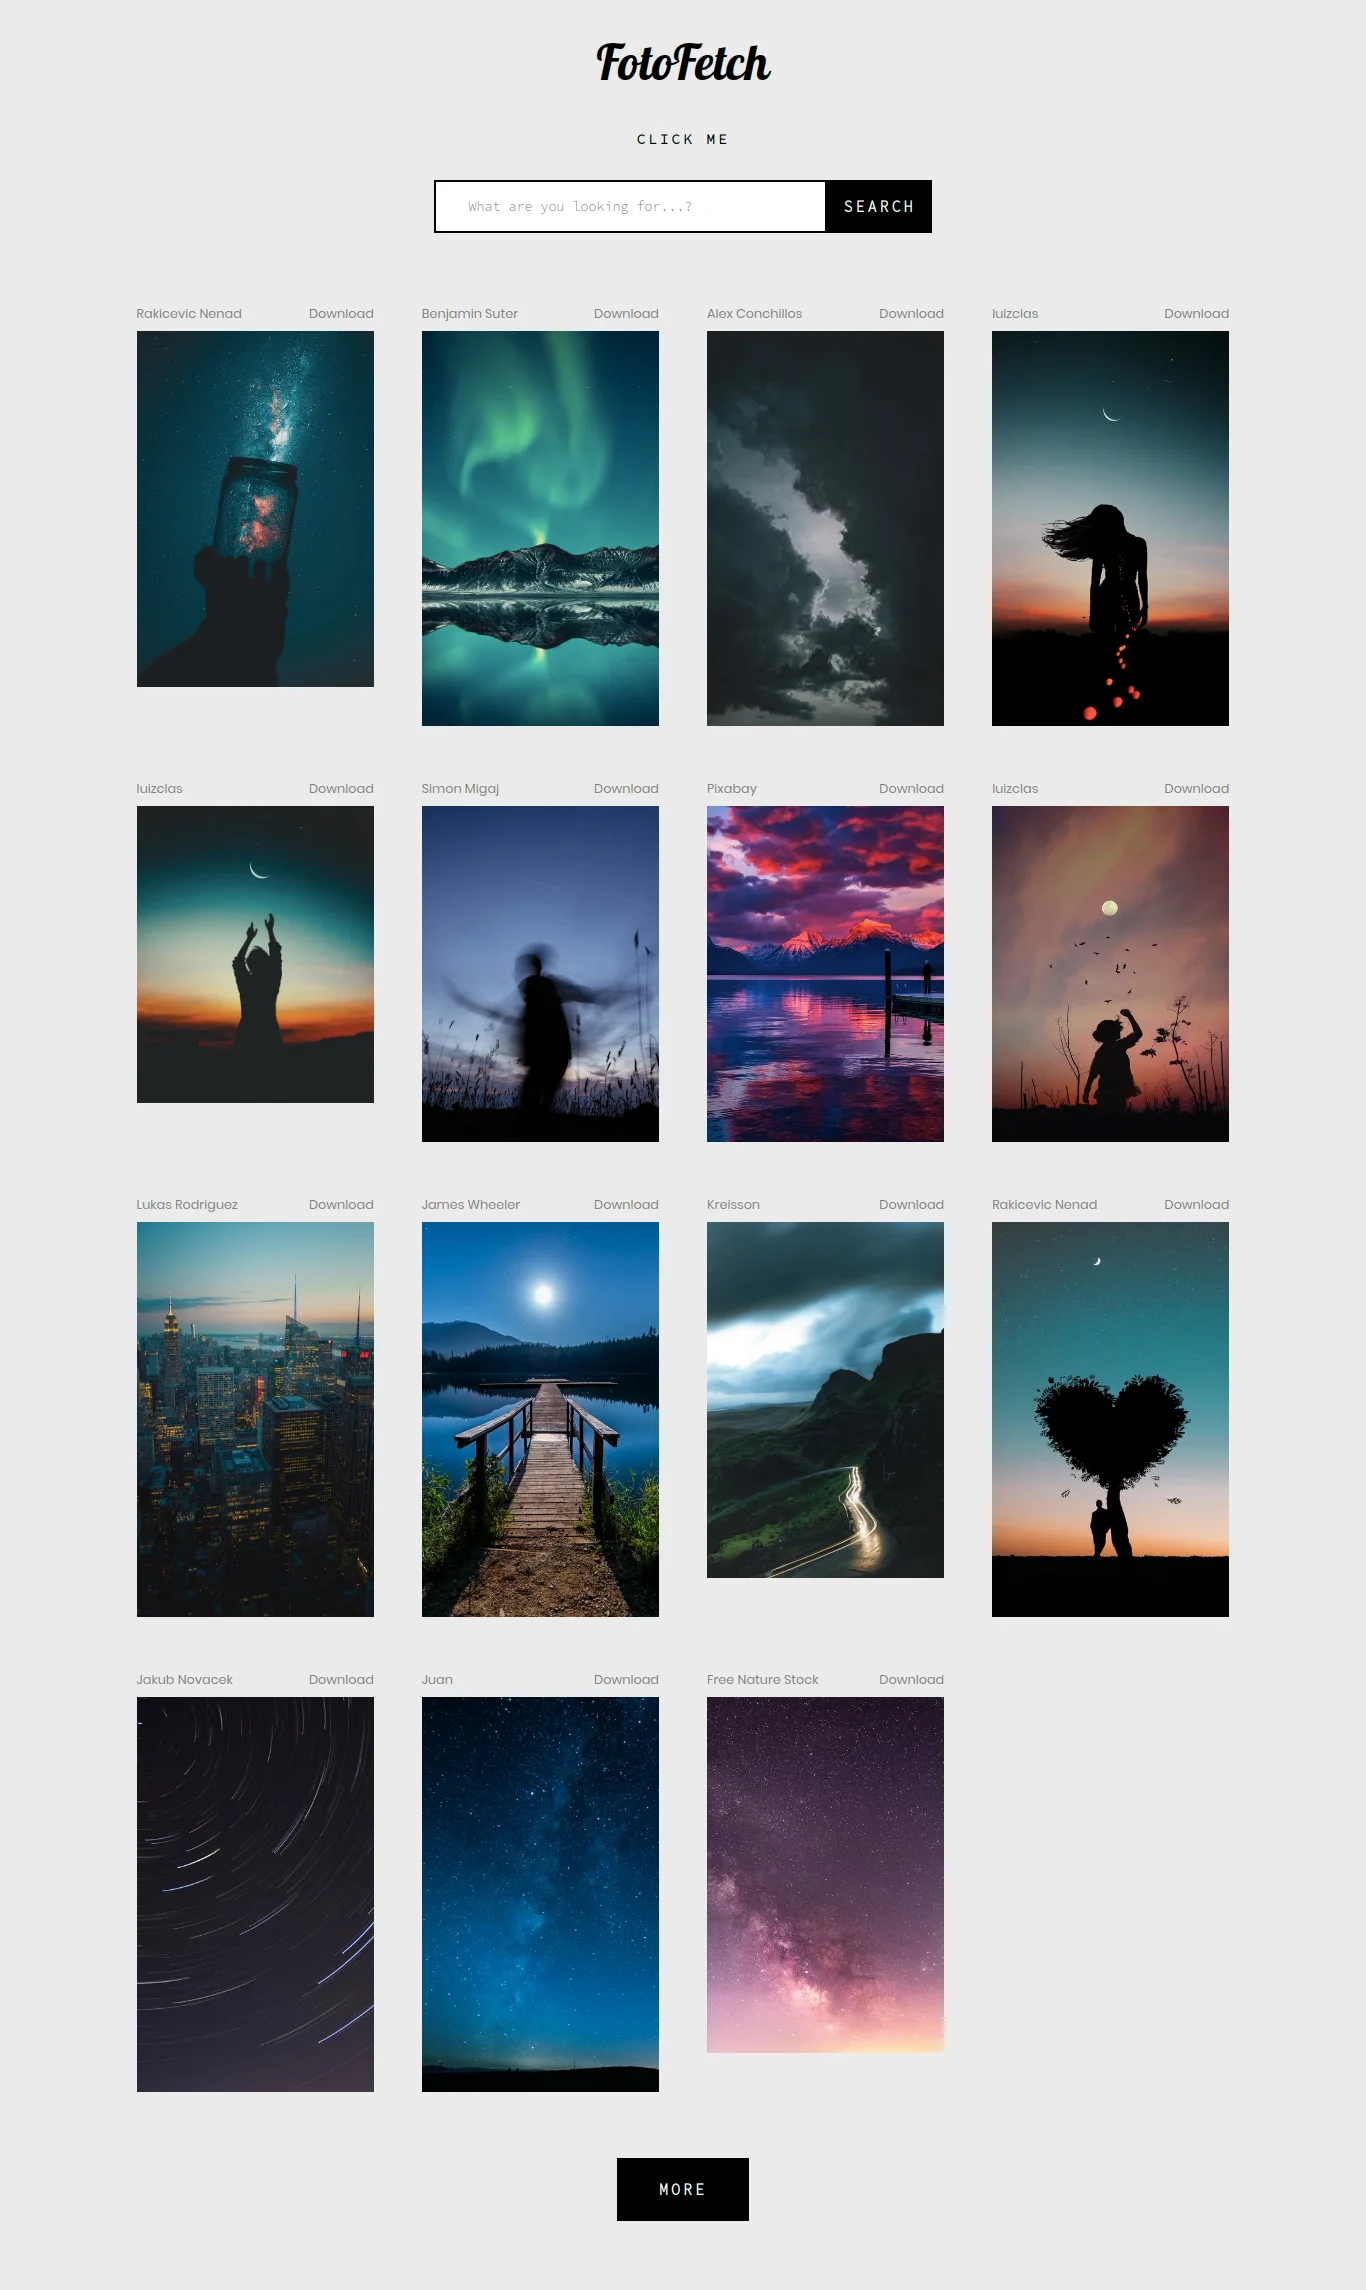 FotoFetch
CLICK ME
What are you looking for...?
SEARCH
Rakicevic Nenad Download
Benjamin Suter Download
Alex Conchillos Download
luizclas Download
luizclas Download
Simon Migaj Download
Pixabay Download
luizclas Download
Lukas Rodriguez Download
James Wheeler Download
Kreisson Download
Rakicevic Nenad Download
Jakub Novacek Download
Juan Download
Free Nature Stock Download
MORE